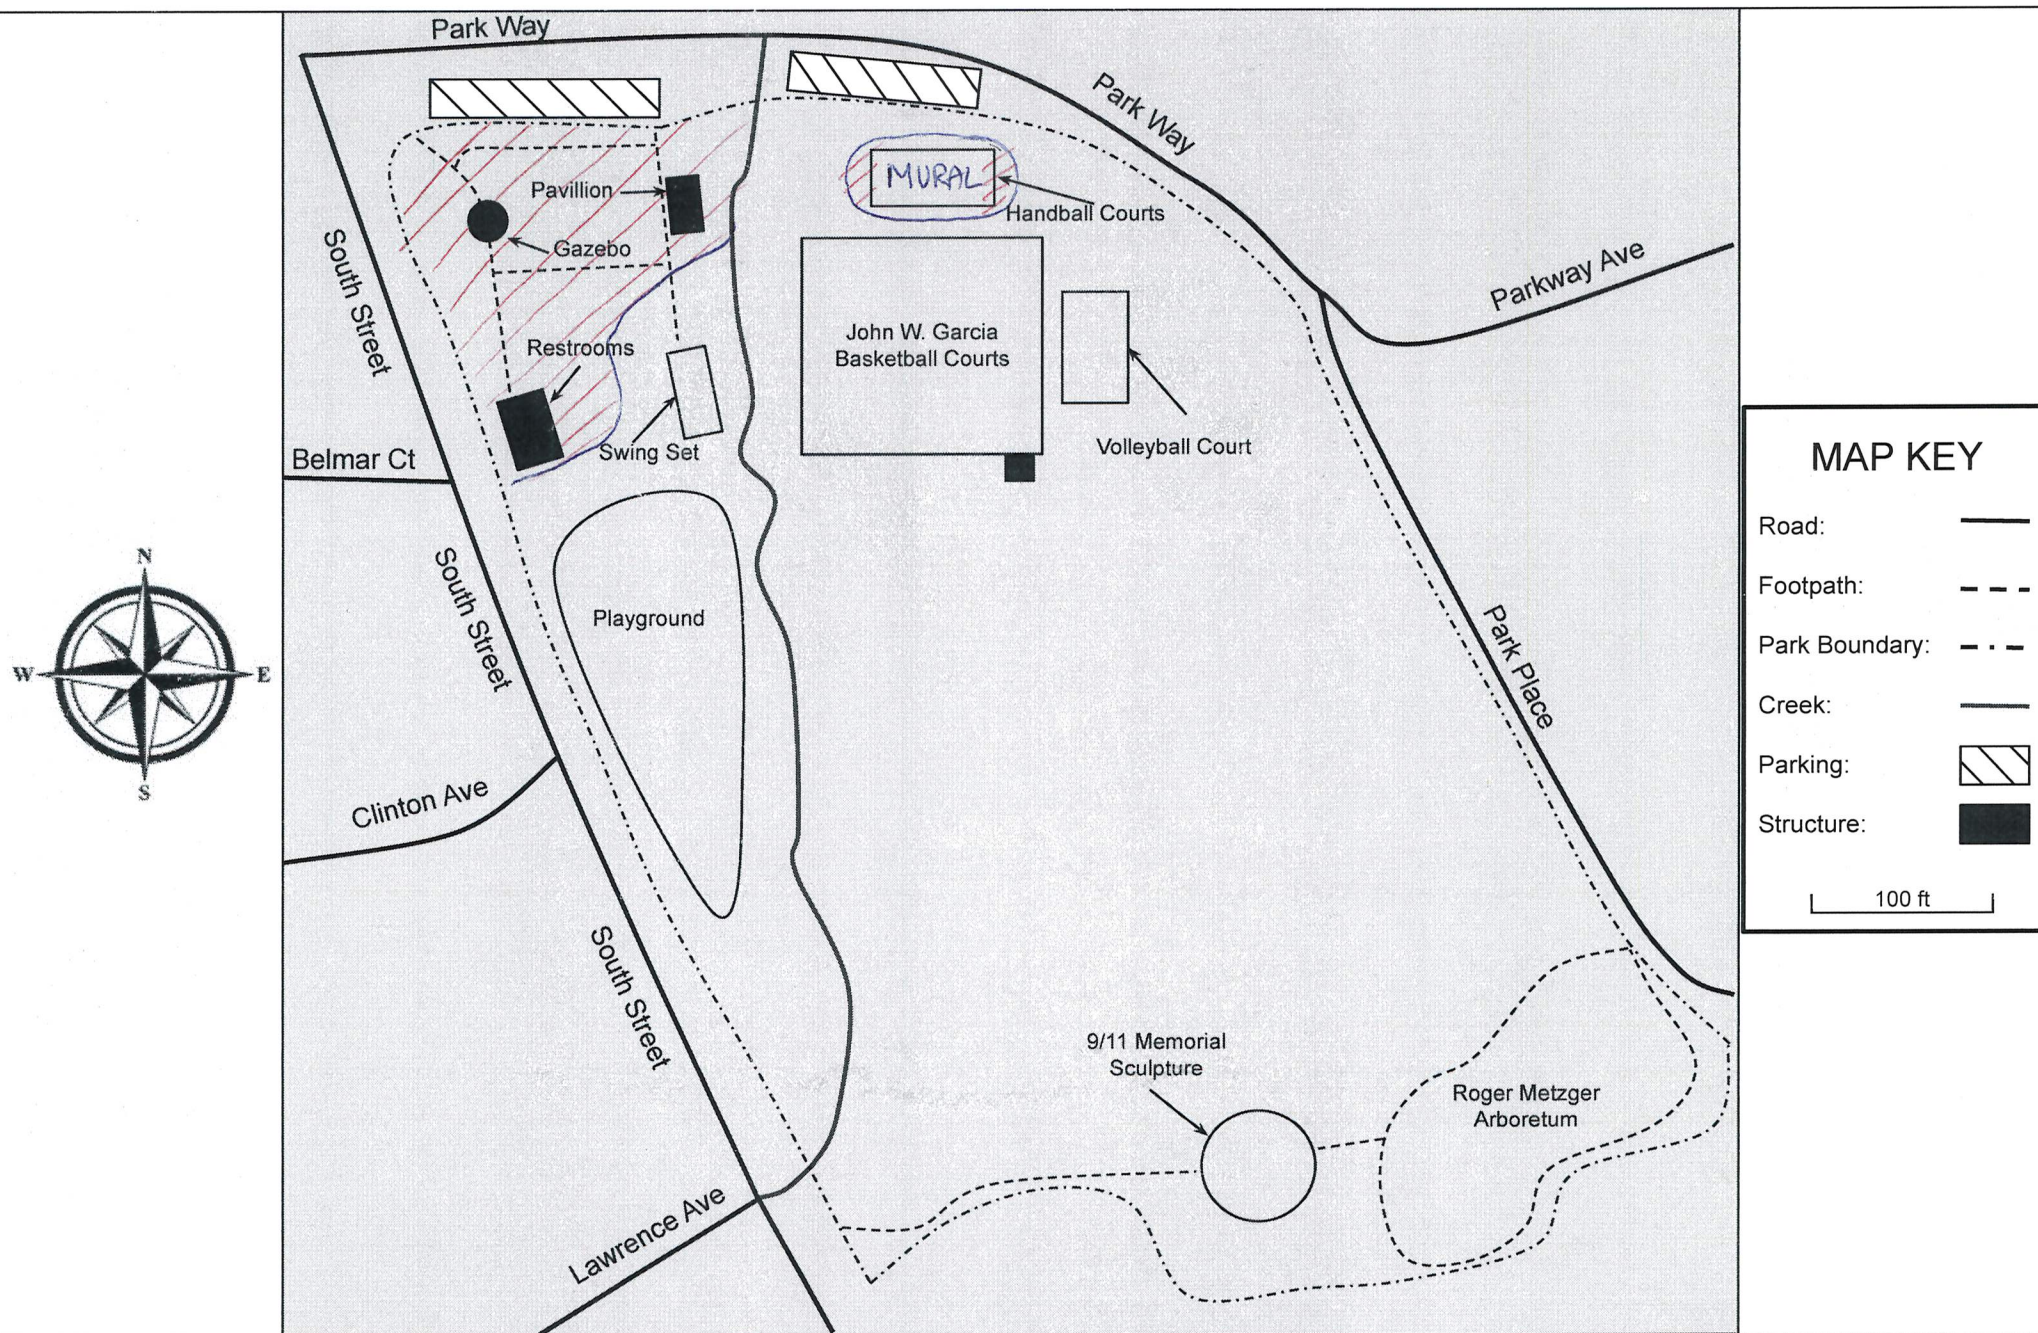 Park Way
Park Way
MURAL
Pavillion
Handball Courts
Gazebo
South Street
Parkway Ave
John W. Garcia
Basketball Courts
Restrooms
Swing Set
Volleyball Court
Belmar Ct
South Street
Playground
Park Place
Clinton Ave
South Street
9/11 Memorial
Sculpture
Roger Metzger
Arboretum
Lawrence Ave
N
W
E
S
MAP KEY
Road:
Footpath:
Park Boundary:
Creek:
Parking:
Structure:
100 ft